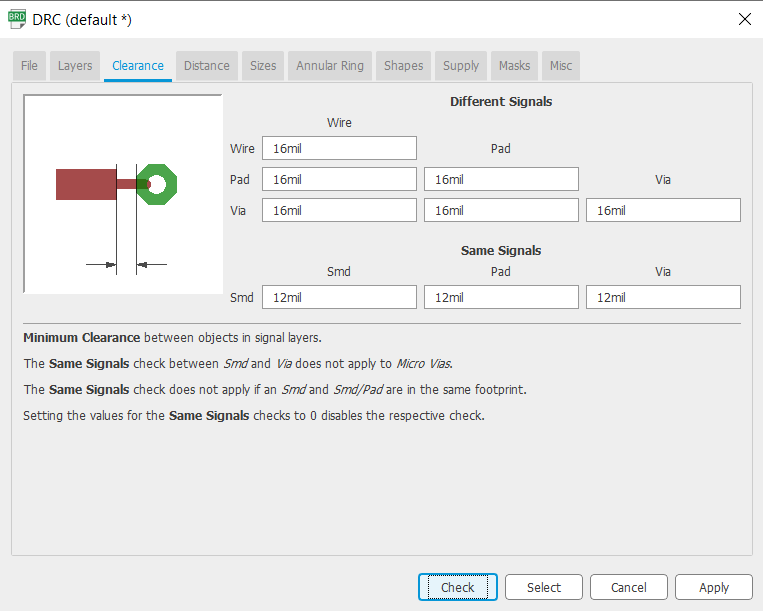 BRD
DRC (default *)
File Layers Clearance Distance Sizes Annular Ring Shapes Supply Masks Misc
Different Signals
Wire
Wire 16mil Pad
Pad 16mil 16mil Via
Via 16mil 16mil 16mil
Same Signals
Smd Pad Via
Smd 12mil 12mil 12mil
Minimum Clearance between objects in signal layers.
The Same Signals check between Smd and Via does not apply to Micro Vias.
The Same Signals check does not apply if an Smd and Smd/Pad are in the same footprint.
Setting the values for the Same Signals checks to 0 disables the respective check.
Check Select Cancel Apply